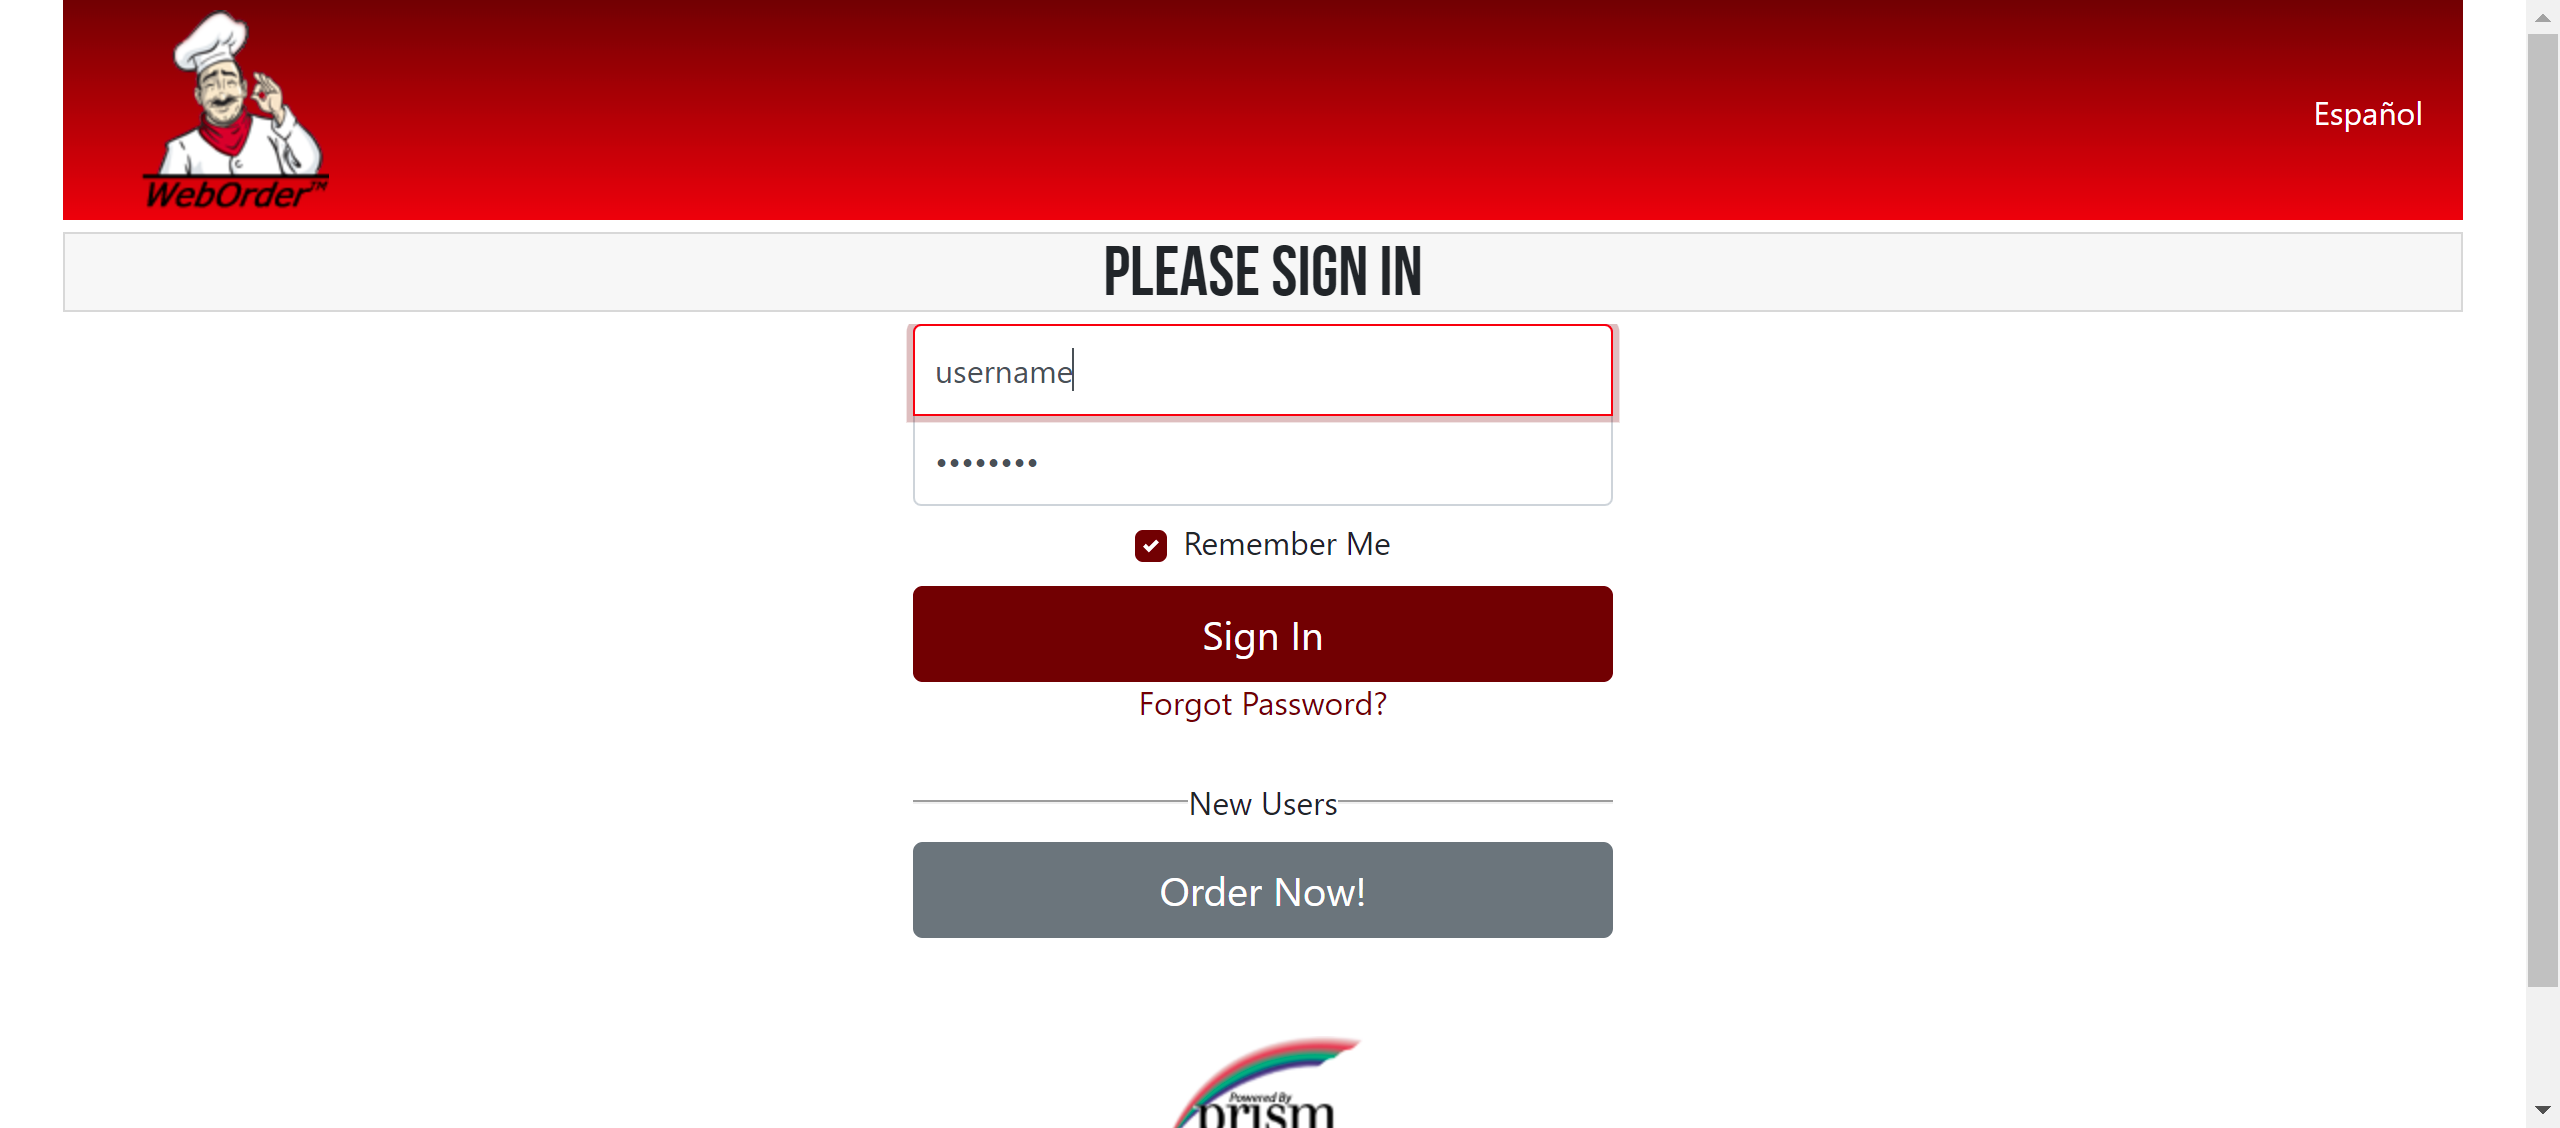 WebOrder™
Español
PLEASE SIGN IN
username
••••••••
Remember Me
Sign In
Forgot Password?
New Users
Order Now!
Powered By
prism